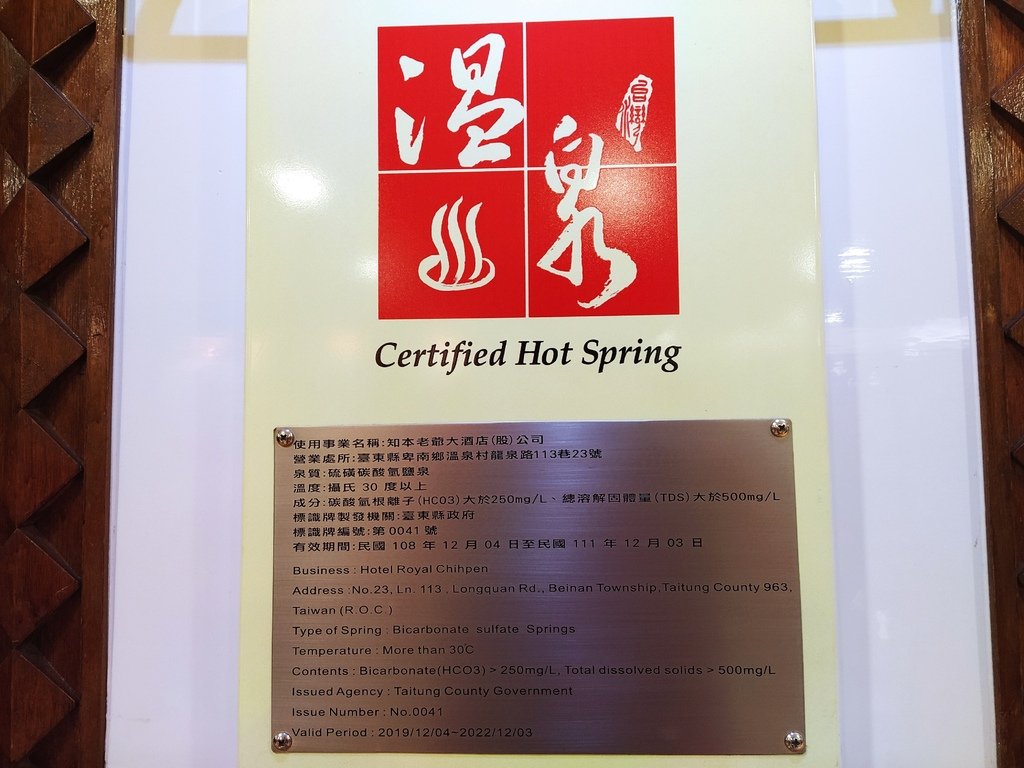 溫泉
台灣
Certified Hot Spring
使用事業名稱:知本老爺大酒店(股)公司
營業處所:臺東縣卑南鄉溫泉村龍泉路113巷23號
泉質:硫磺碳酸氫鹽泉
溫度:攝氏 30 度以上
成分:碳酸氫根離子(HCO3)大於250mg/L、總溶解固體量(TDS)大於500mg/L
標識牌製發機關:臺東縣政府
標識牌編號:第0041號
有效期間:民國 108 年 12 月 04 日至民國 111 年 12 月 03 日
Business : Hotel Royal Chihpen
Address :No.23, Ln. 113 , Longquan Rd., Beinan Township,Taitung County 963,
Taiwan (R.O.C.)
Type of Spring : Bicarbonate sulfate Springs
Temperature : More than 30C
Contents : Bicarbonate(HCO3) > 250mg/L, Total dissolved solids > 500mg/L
Issued Agency : Taitung County Government
Issue Number : No.0041
Valid Period : 2019/12/04~2022/12/03